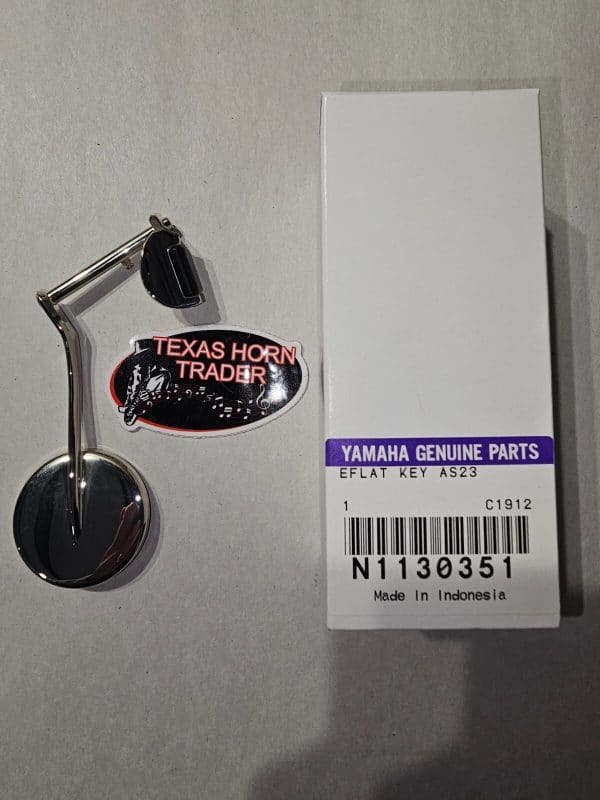 TEXAS HORN
TRADER
YAMAHA GENUINE PARTS
EFLAT KEY AS23
1 C1912
N1130351
Made In Indonesia